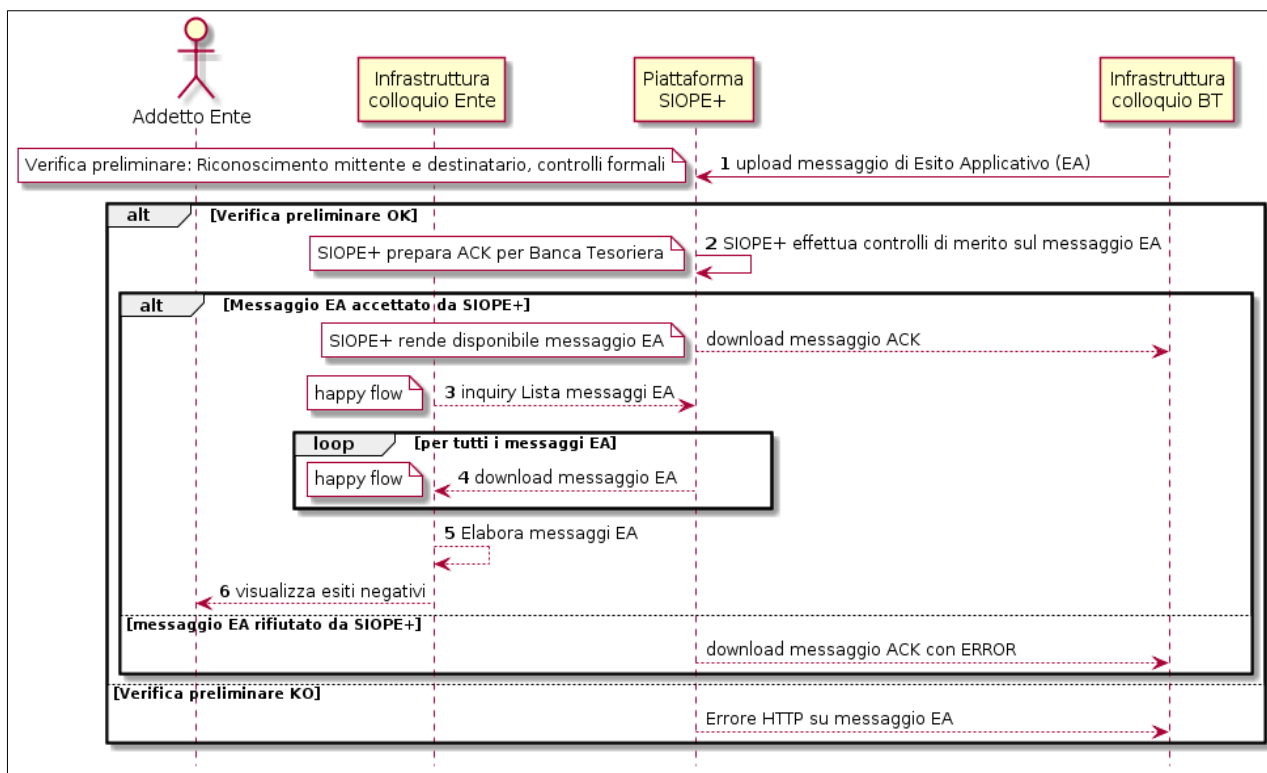 Addetto Ente
Infrastruttura
colloquio Ente
Piattaforma
SIOPE+
Infrastruttura
colloquio BT
Verifica preliminare: Riconoscimento mittente e destinatario, controlli formali
1 upload messaggio di Esito Applicativo (EA)
alt [Verifica preliminare OK]
SIOPE+ prepara ACK per Banca Tesoriera
2 SIOPE+ effettua controlli di merito sul messaggio EA
alt [Messaggio EA accettato da SIOPE+]
SIOPE+ rende disponibile messaggio EA
download messaggio ACK
happy flow
3 inquiry Lista messaggi EA
loop [per tutti i messaggi EA]
happy flow
4 download messaggio EA
5 Elabora messaggi EA
6 visualizza esiti negativi
[messaggio EA rifiutato da SIOPE+]
download messaggio ACK con ERROR
[Verifica preliminare KO]
Errore HTTP su messaggio EA